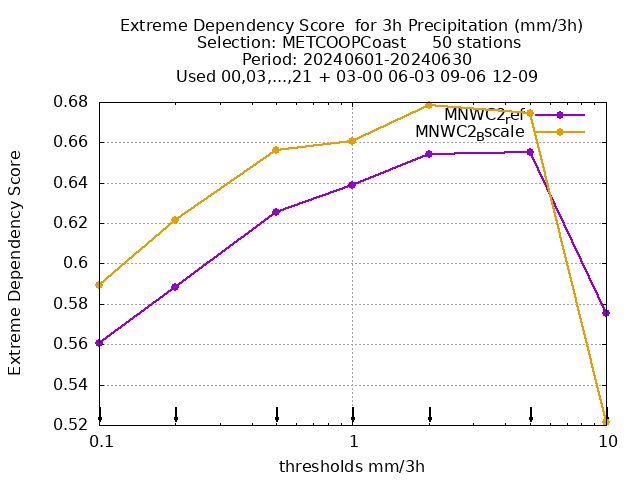 Extreme Dependency Score  for 3h Precipitation (mm/3h)
Selection: METCOOPCoast     50 stations
Period: 20240601-20240630
Used 00,03,...,21 + 03-00 06-03 09-06 12-09
0.68
0.66
0.64
0.62
0.6
0.58
0.56
0.54
0.52
Extreme Dependency Score
MNWC2ref
MNWC2Bscale
0.1
1
10
thresholds mm/3h